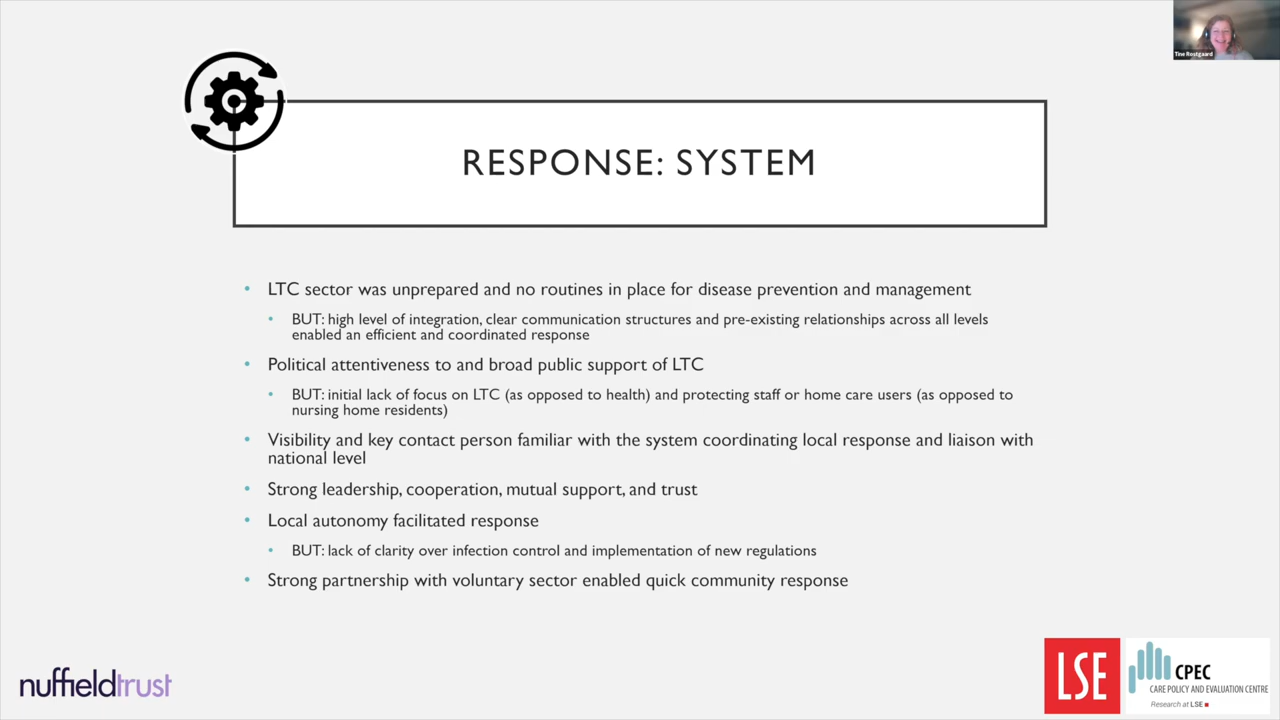 Tine Rostgaard
RESPONSE: SYSTEM
• LTC sector was unprepared and no routines in place for disease prevention and management
• BUT: high level of integration, clear communication structures and pre-existing relationships across all levels
enabled an efficient and coordinated response
• Political attentiveness to and broad public support of LTC
• BUT: initial lack of focus on LTC (as opposed to health) and protecting staff or home care users (as opposed to
nursing home residents)
• Visibility and key contact person familiar with the system coordinating local response and liaison with
national level
• Strong leadership, cooperation, mutual support, and trust
• Local autonomy facilitated response
• BUT: lack of clarity over infection control and implementation of new regulations
• Strong partnership with voluntary sector enabled quick community response
nuffieldtrust
LSE
CPEC
CARE POLICY AND EVALUATION CENTRE
Research at LSE